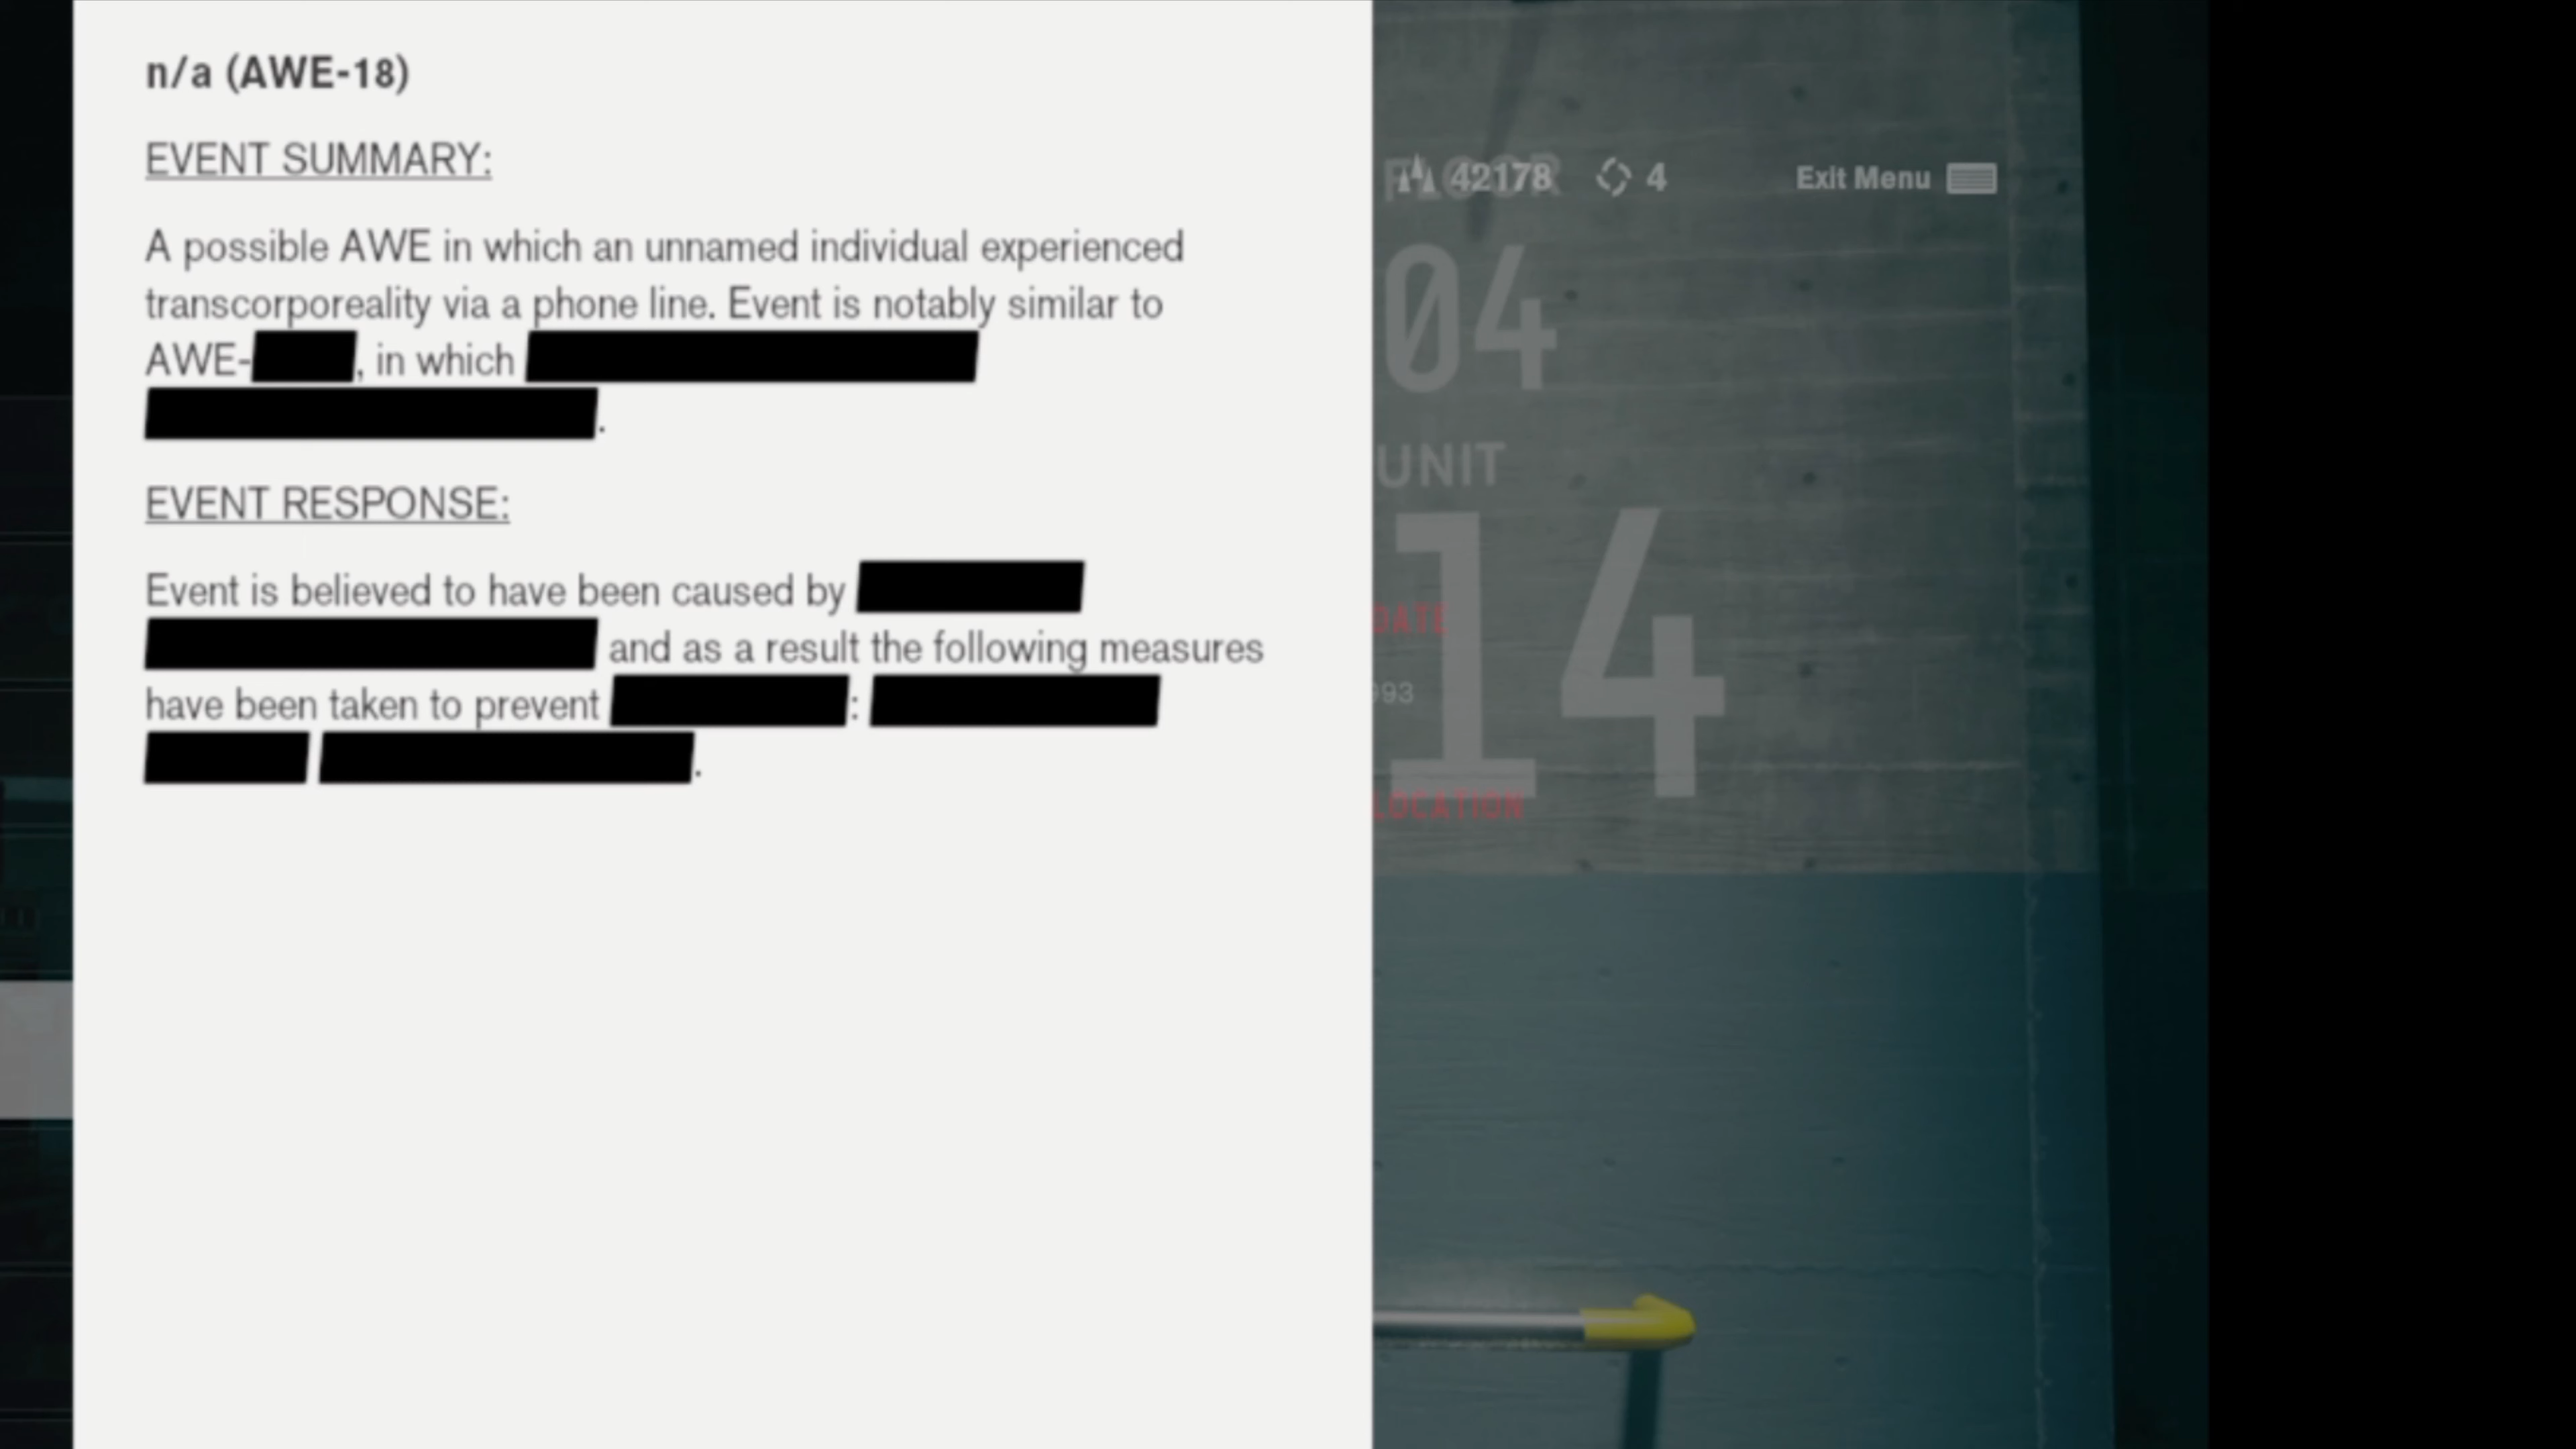 n/a (AWE-18)
EVENT SUMMARY:
A possible AWE in which an unnamed individual experienced
transcorporeality via a phone line. Event is notably similar to
AWE- , in which
.
EVENT RESPONSE:
Event is believed to have been caused by
and as a result the following measures
have been taken to prevent :
.
FLOOR
42178 4 Exit Menu
04
UNIT
14
DATE
993
LOCATION